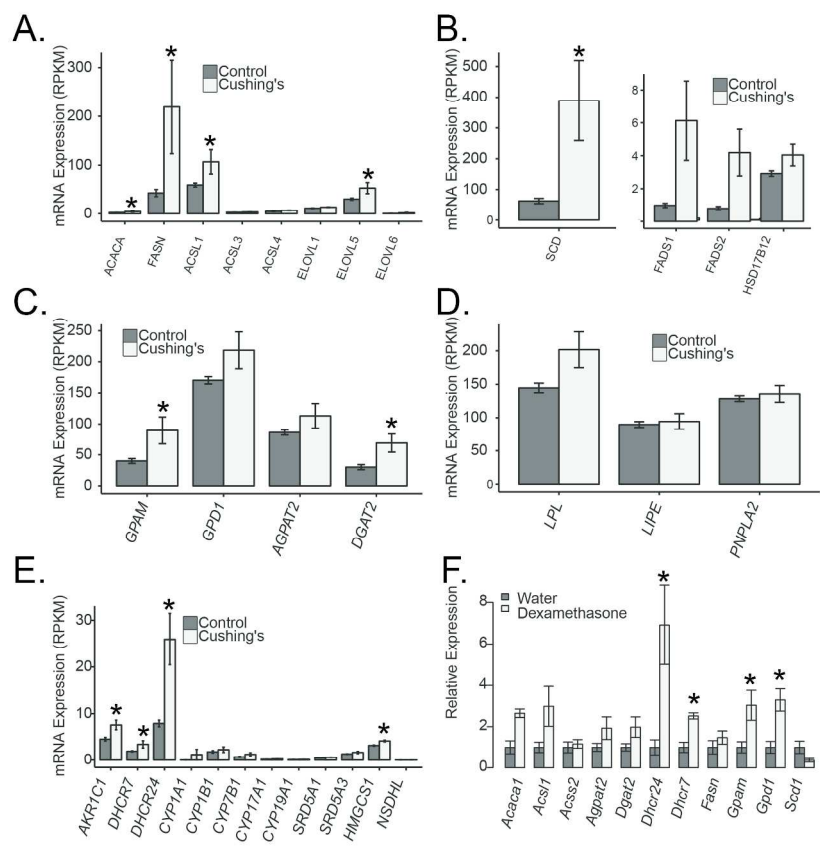 A.
mRNA Expression (RPKM)
300
200
100
0
Control
Cushing's
*
*
*
*
ACACA
FASN
ACSL1
ACSL3
ACSL4
ELOVL1
ELOVL5
ELOVL6
B.
mRNA Expression (RPKM)
500
400
300
200
100
0
*
SCD
8
6
4
2
Control
Cushing's
FADS1
FADS2
HSD17B12
C.
mRNA Expression (RPKM)
250
200
150
100
50
0
Control
Cushing's
*
*
GPAM
GPD1
AGPAT2
DGAT2
D.
mRNA Expression (RPKM)
200
150
100
50
0
Control
Cushing's
LPL
LIPE
PNPLA2
E.
mRNA Expression (RPKM)
30
20
10
0
Control
Cushing's
*
*
*
*
AKR1C1
DHCR7
DHCR24
CYP1A1
CYP1B1
CYP7B1
CYP17A1
CYP19A1
SRD5A1
SRD5A3
HMGCS1
NSDHL
F.
Relative Expression
8
6
4
2
0
Water
Dexamethasone
*
*
*
*
Acaca1
Acsl1
Acss2
Agpat2
Dgat2
Dhcr24
Dhcr7
Fasn
Gpam
Gpd1
Scd1